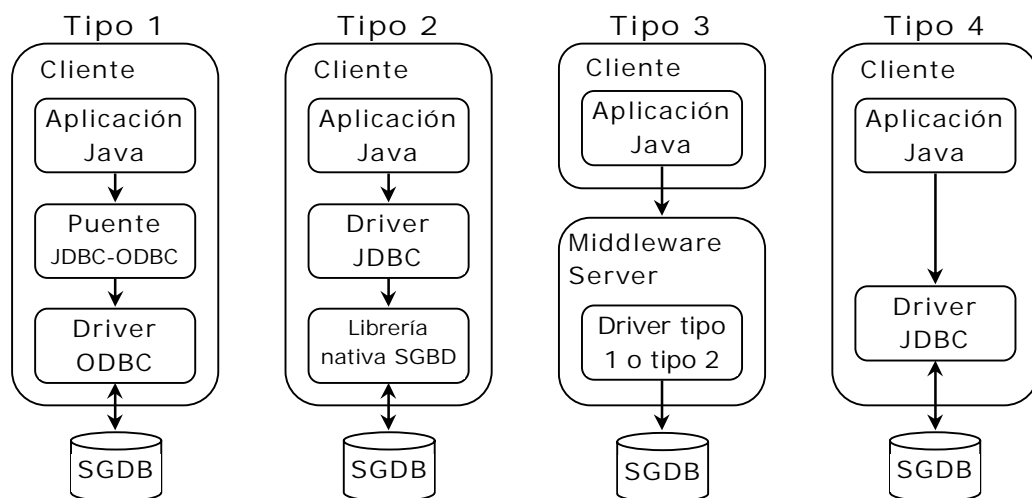 Tipo 1
Cliente
Aplicación
Java
Puente
JDBC-ODBC
Driver
ODBC
SGDB
Tipo 2
Cliente
Aplicación
Java
Driver
JDBC
Librería
nativa SGBD
SGDB
Tipo 3
Cliente
Aplicación
Java
Middleware
Server
Driver tipo
1 o tipo 2
SGDB
Tipo 4
Cliente
Aplicación
Java
Driver
JDBC
SGDB